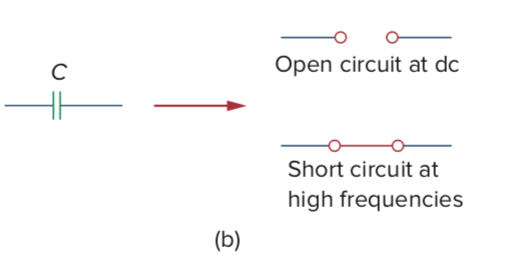 Open circuit at dc
C
Short circuit at
high frequencies
(b)